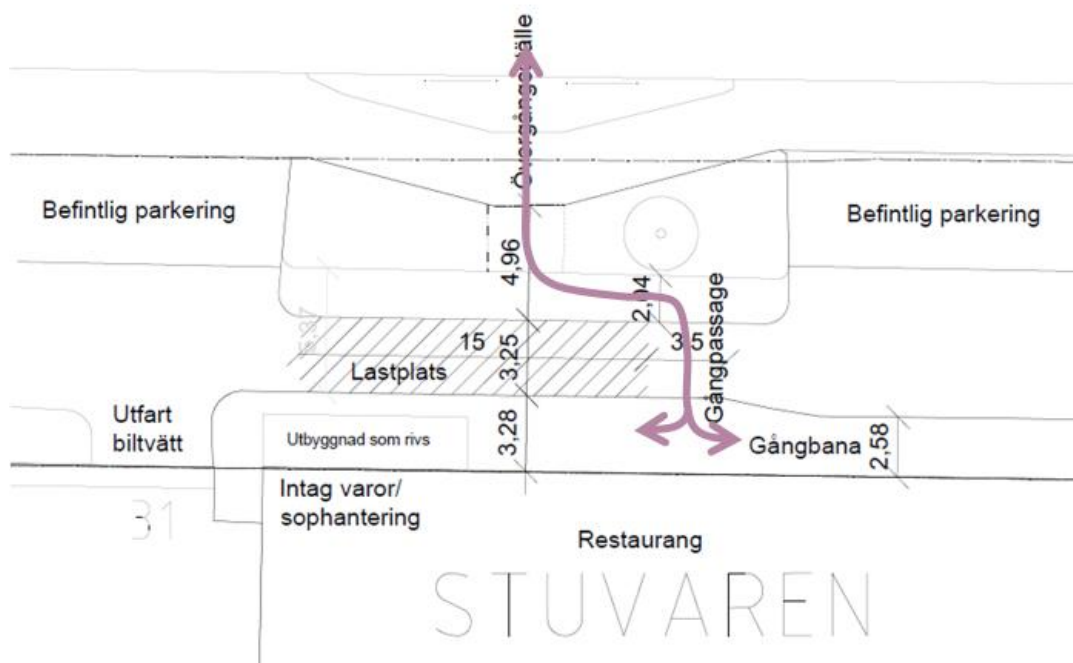 Övergångsställe
Befintlig parkering
Befintlig parkering
4,96
2,04
Gångpassage
15
3,5
3,25
Lastplats
Utfart
biltvätt
Utbyggnad som rivs
3,28
Gångbana
2,58
Intag varor/
sophantering
31
Restaurang
STUVAREN